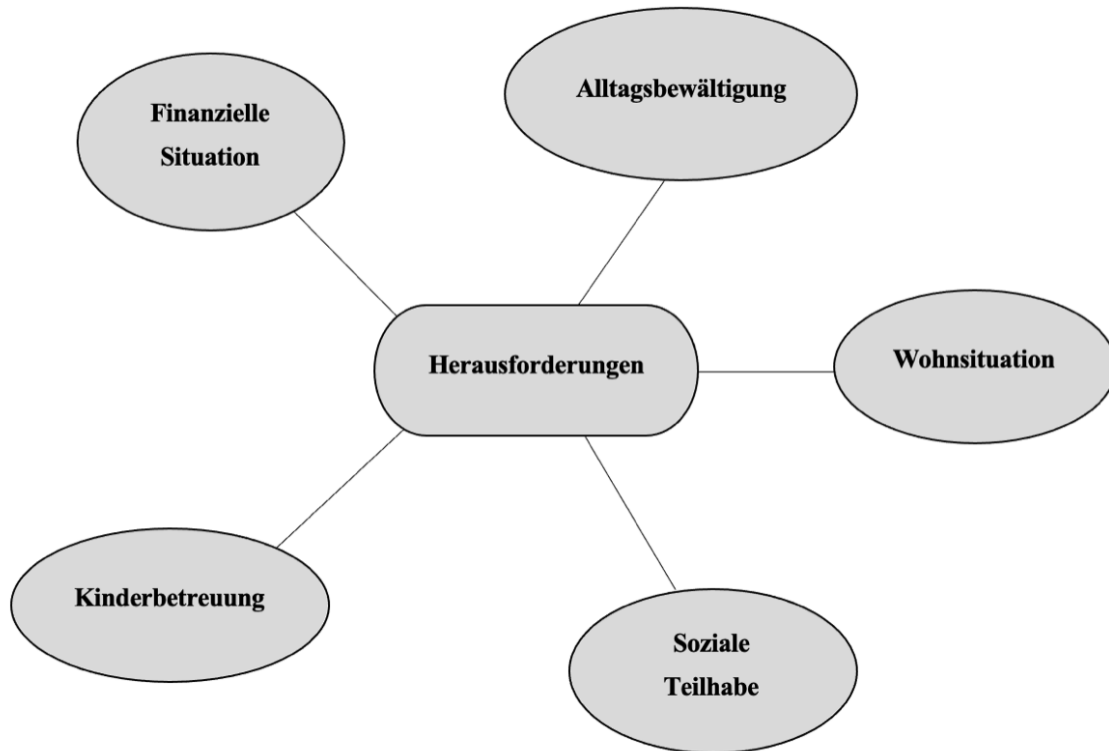 Finanzielle
Situation
Alltagsbewältigung
Herausforderungen
Wohnsituation
Kinderbetreuung
Soziale
Teilhabe